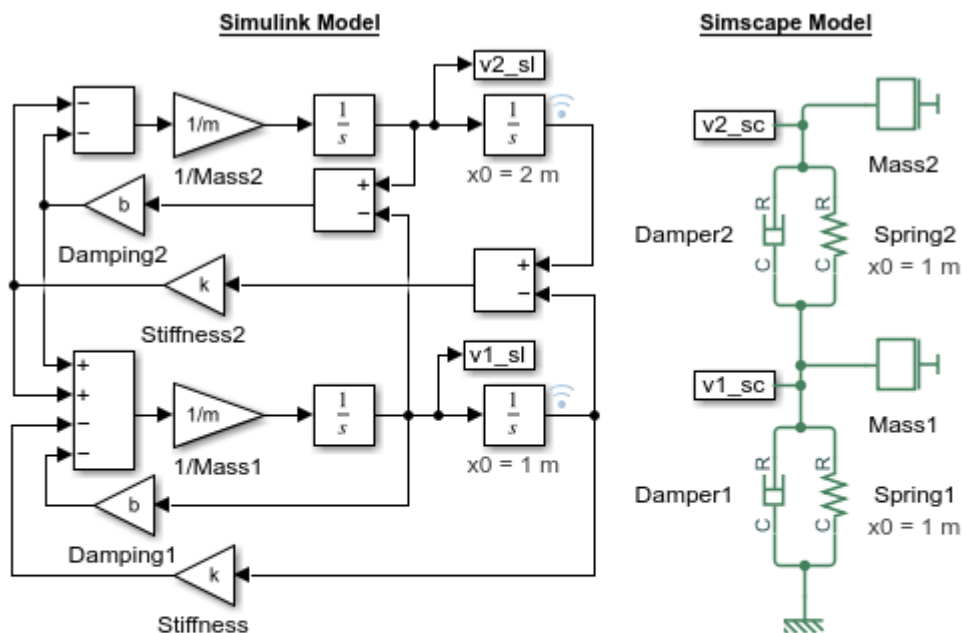 Simulink Model
Simscape Model
v2_sl
−
−
1/m
1
s
1
s
1/Mass2
x0 = 2 m
v2_sc
Mass2
+
−
b
Damping2
R
R
Damper2
Spring2
x0 = 1 m
C
C
+
−
k
Stiffness2
v1_sl
+
+
−
−
1/m
1
s
1
s
1/Mass1
x0 = 1 m
v1_sc
Mass1
b
Damping1
R
R
Damper1
Spring1
x0 = 1 m
C
C
k
Stiffness